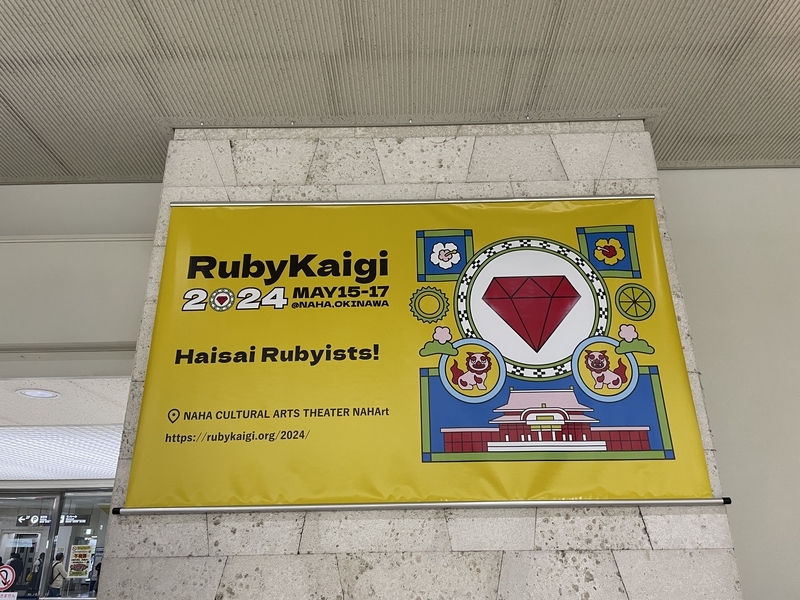 RubyKaigi
2024 MAY15-17
@NAHA,OKINAWA
Haisai Rubyists!
NAHA CULTURAL ARTS THEATER NAHArt
https://rubykaigi.org/2024/